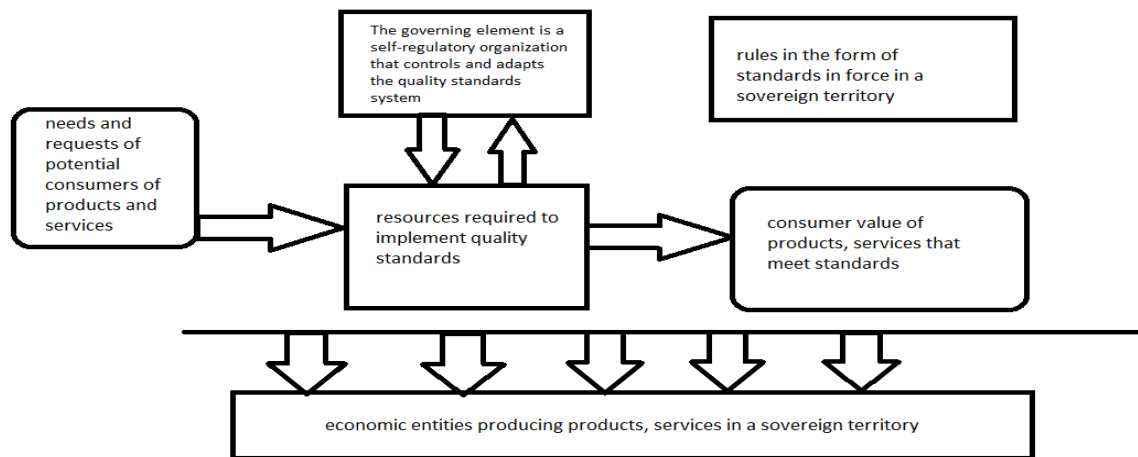 The governing element is a
self-regulatory organization
that controls and adapts
the quality standards
system
rules in the form of
standards in force in a
sovereign territory
needs and
requests of
potential
consumers of
products and
services
resources required to
implement quality
standards
consumer value of
products, services that
meet standards
economic entities producing products, services in a sovereign territory